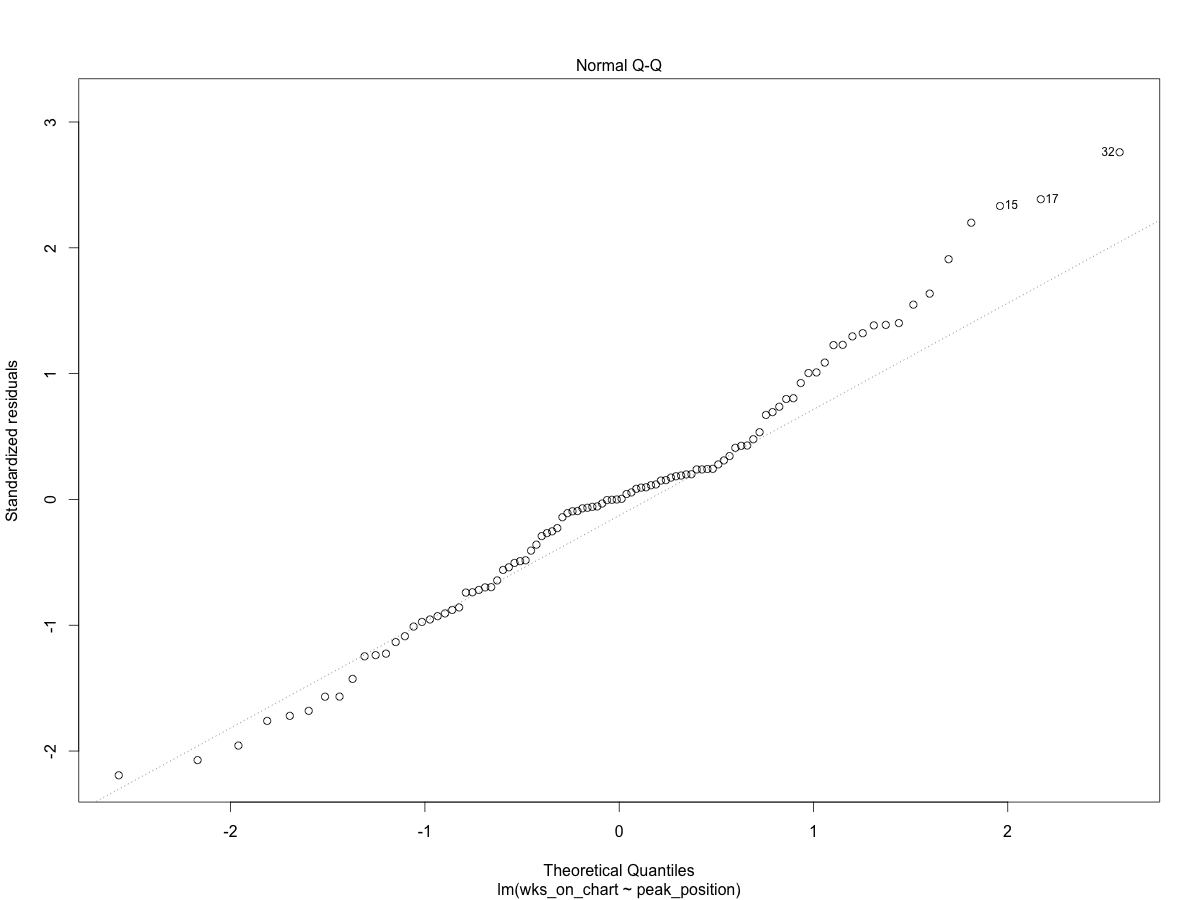 Normal Q-Q
3
2
1
0
-1
-2
Standardized residuals
32
15
17
-2 -1 0 1 2
Theoretical Quantiles
lm(wks_on_chart ~ peak_position)